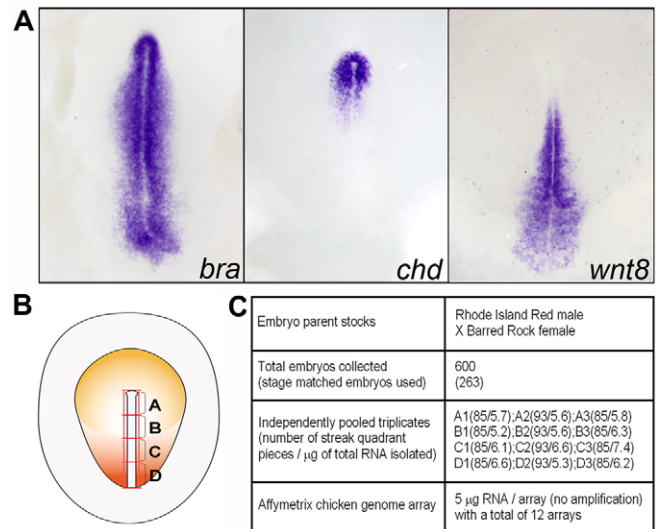 A
bra
chd
wnt8
B
A
B
C
D
C
Embryo parent stocks
Rhode Island Red male
X Barred Rock female
Total embryos collected
(stage matched embryos used)
600
(263)
Independently pooled triplicates
(number of streak quadrant
pieces / µg of total RNA isolated)
A1(85/5.7);A2(93/5.6);A3(85/5.8)
B1(85/5.2);B2(93/5.6);B3(85/6.3)
C1(85/6.1);C2(93/6.6);C3(85/7.4)
D1(85/6.6);D2(93/5.3);D3(85/6.2)
Affymetrix chicken genome array
5 µg RNA / array (no amplification)
with a total of 12 arrays